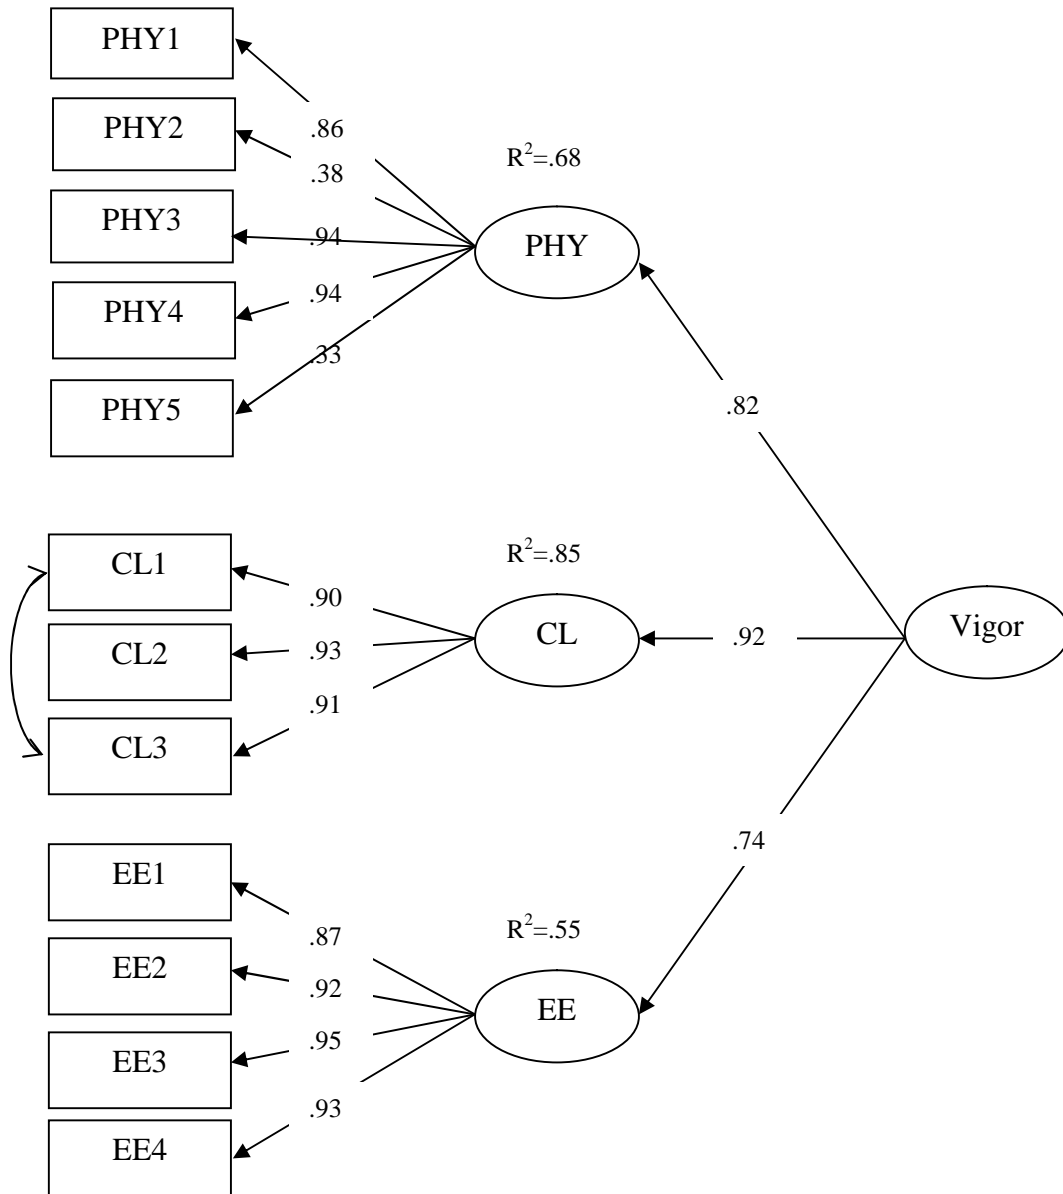 PHY1
.86
PHY2
.38
R²=.68
PHY3
.94
PHY
PHY4
.94
.33
PHY5
.82
CL1
R²=.85
.90
CL2
.93
CL
.92
Vigor
.91
CL3
.74
EE1
.87
R²=.55
EE2
.92
EE
EE3
.95
.93
EE4